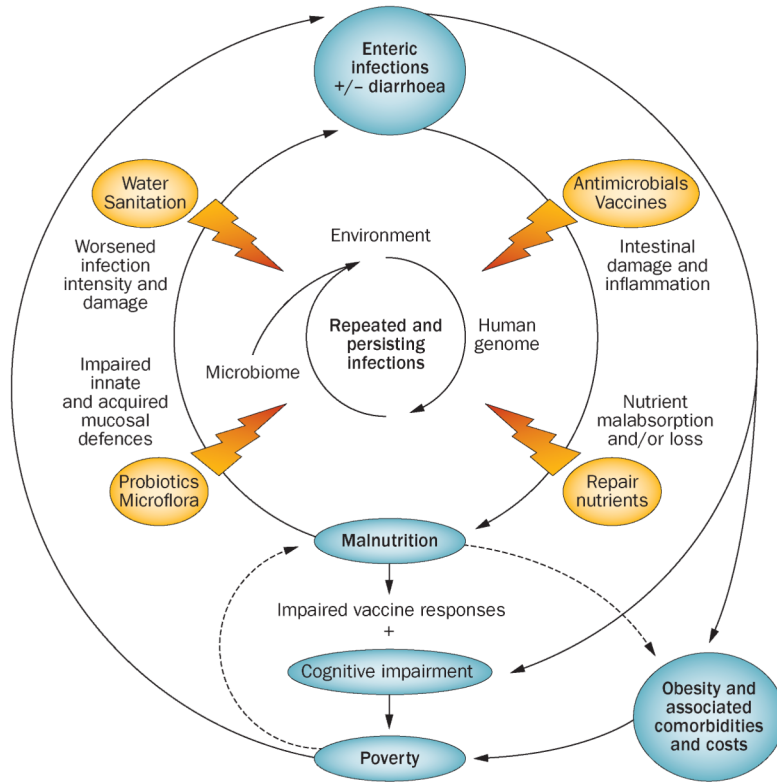 Enteric
infections
+/– diarrhoea
Water
Sanitation
Antimicrobials
Vaccines
Worsened
infection
intensity and
damage
Environment
Intestinal
damage and
inflammation
Repeated and
persisting
infections
Human
genome
Microbiome
Impaired
innate
and acquired
mucosal
defences
Nutrient
malabsorption
and/or loss
Probiotics
Microflora
Repair
nutrients
Malnutrition
Impaired vaccine responses
+
Cognitive impairment
Obesity and
associated
comorbidities
and costs
Poverty